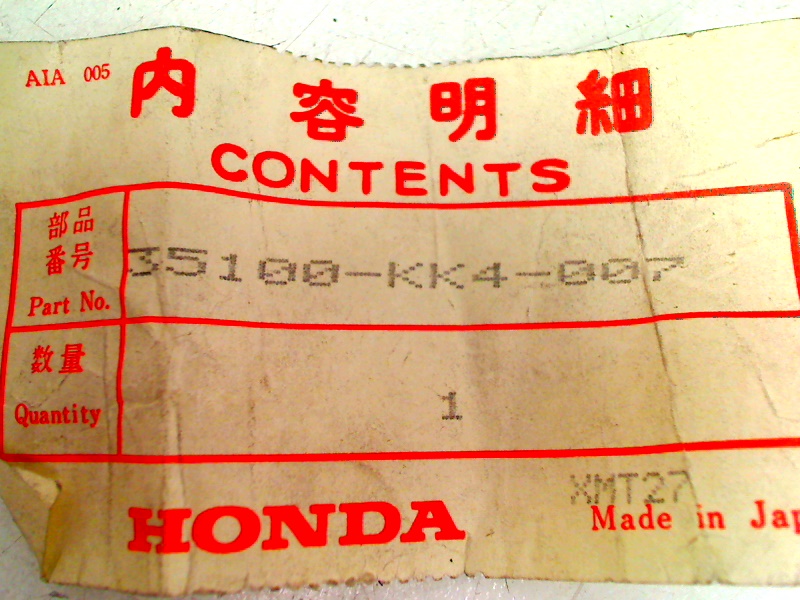 AIA 005
内容明細
CONTENTS
部品
番号
Part No.
35100-KK4-007
数量
Quantity
1
XMT27
HONDA
Made in Jap